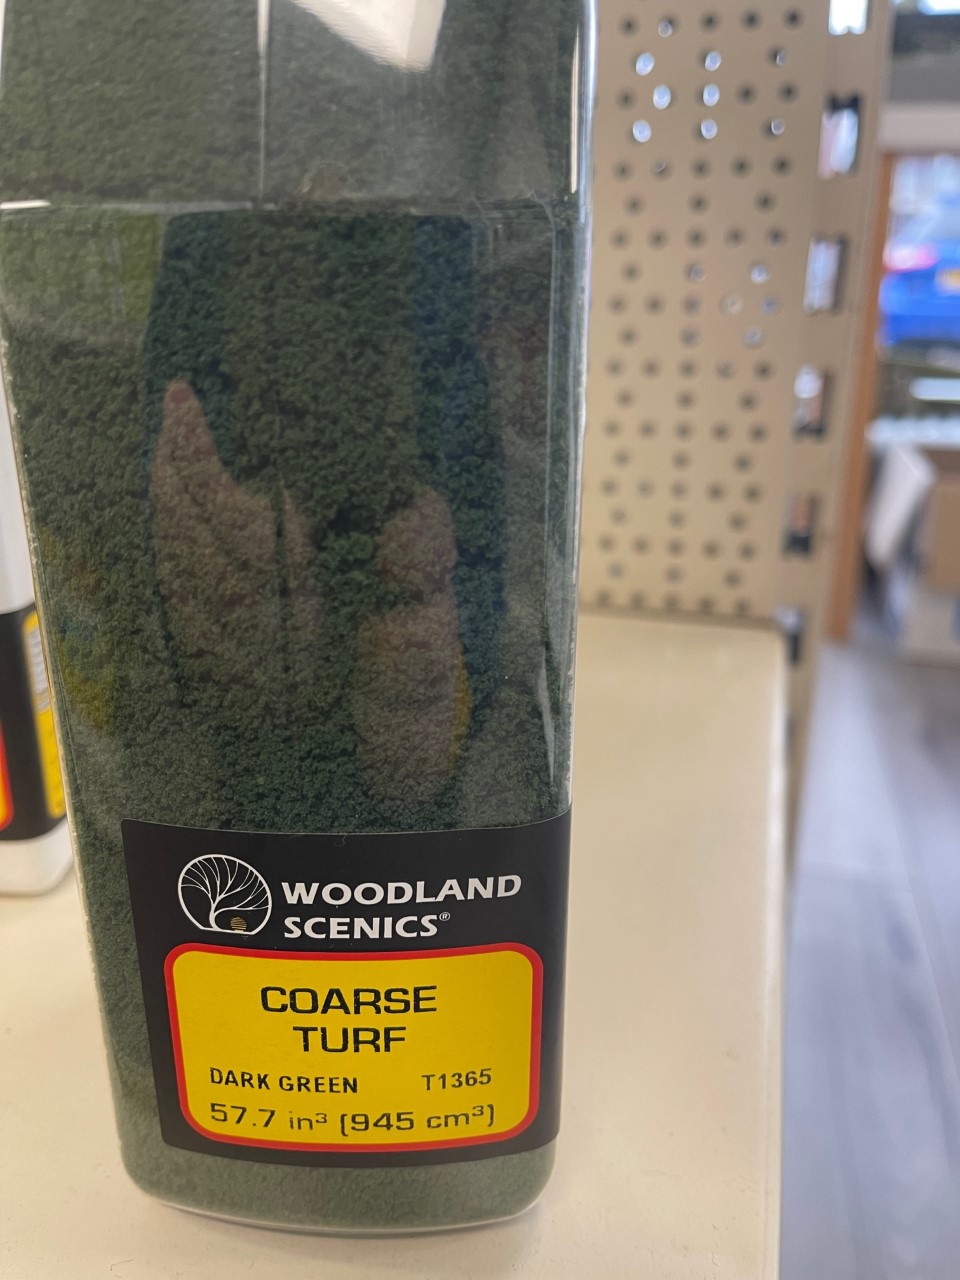 WOODLAND
SCENICS®
COARSE
TURF
DARK GREEN T1365
57.7 in³ (945 cm³)